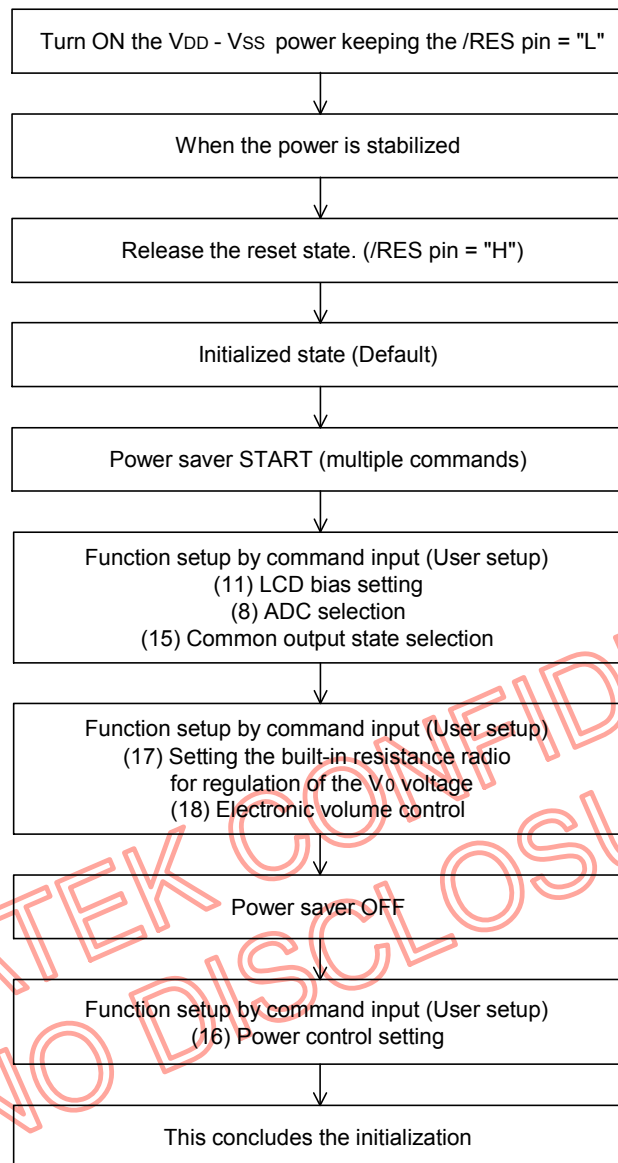 Turn ON the VDD - VSS power keeping the /RES pin = "L"
When the power is stabilized
Release the reset state. (/RES pin = "H")
Initialized state (Default)
Power saver START (multiple commands)
Function setup by command input (User setup)
(11) LCD bias setting
(8) ADC selection
(15) Common output state selection
Function setup by command input (User setup)
(17) Setting the built-in resistance radio
for regulation of the V0 voltage
(18) Electronic volume control
Power saver OFF
Function setup by command input (User setup)
(16) Power control setting
This concludes the initialization